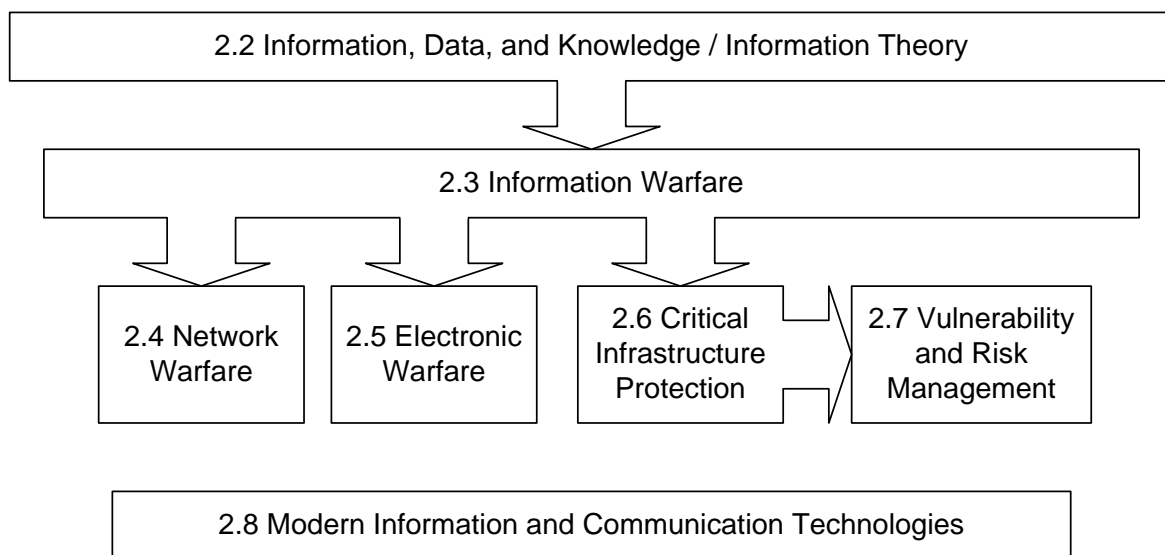 2.2 Information, Data, and Knowledge / Information Theory
2.3 Information Warfare
2.4 Network
Warfare
2.5 Electronic
Warfare
2.6 Critical
Infrastructure
Protection
2.7 Vulnerability
and Risk
Management
2.8 Modern Information and Communication Technologies